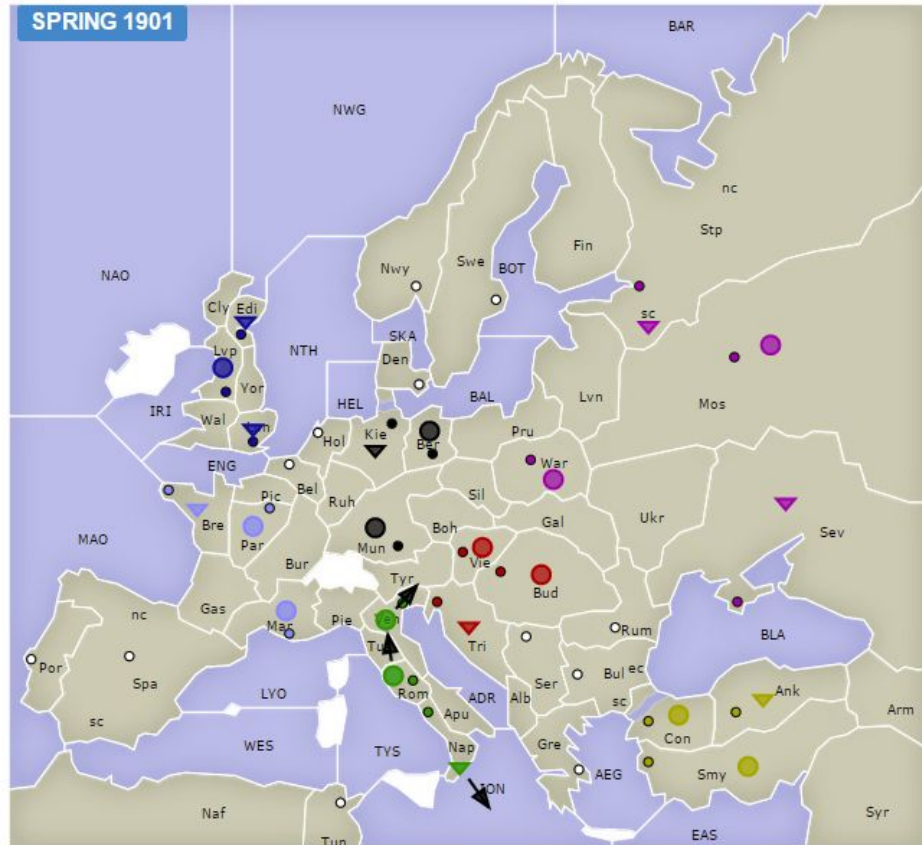 SPRING 1901
BAR
NWG
nc
Stp
Fin
NAO
Nwy
Swe
BOT
Cly
Edi
sc
SKA
NTH
Den
Lvp
Mos
Yor
IRI
HEL
BAL
Lvn
Wal
Hol
Kie
Ber
Pru
War
ENG
Bel
Pic
Ruh
Sil
Gal
Ukr
Bre
Par
Boh
Sev
MAO
Mun
Vie
Bur
Tyr
Bud
nc
Gas
Mar
Pie
Rum
Tri
BLA
Por
Spa
LYO
Rom
ADR
Ser
Bul
ec
Ank
Alb
sc
Arm
sc
Apu
Con
WES
TYS
Nap
Gre
AEG
Smy
ION
Naf
Syr
Tun
EAS